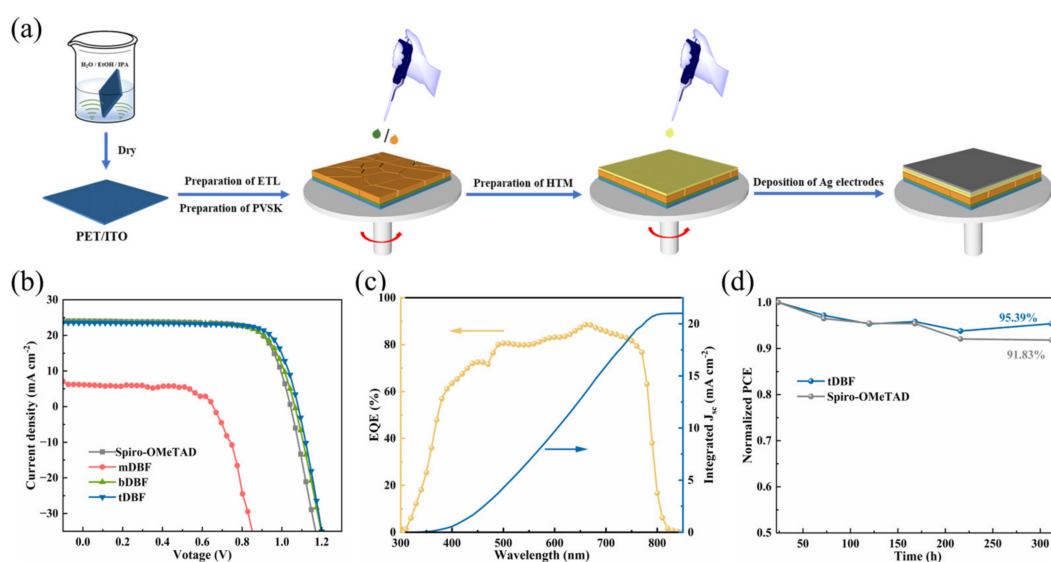 (a)
H₂O / EtOH / IPA
Dry
PET/ITO
Preparation of ETL
Preparation of PVSK
/
Preparation of HTM
Deposition of Ag electrodes
(b)
Current density (mA cm⁻²)
30
20
10
0
-10
-20
-30
Spiro-OMeTAD
mDBF
bDBF
tDBF
0.0 0.2 0.4 0.6 0.8 1.0 1.2
Votage (V)
(c)
EQE (%)
100
80
60
40
20
0
300 400 500 600 700 800
Wavelength (nm)
20
15
10
5
0
Integrated Jsc (mA cm⁻²)
(d)
Normalized PCE
1.0
0.9
0.8
0.7
0.6
0.5
95.39%
91.83%
tDBF
Spiro-OMeTAD
50 100 150 200 250 300
Time (h)